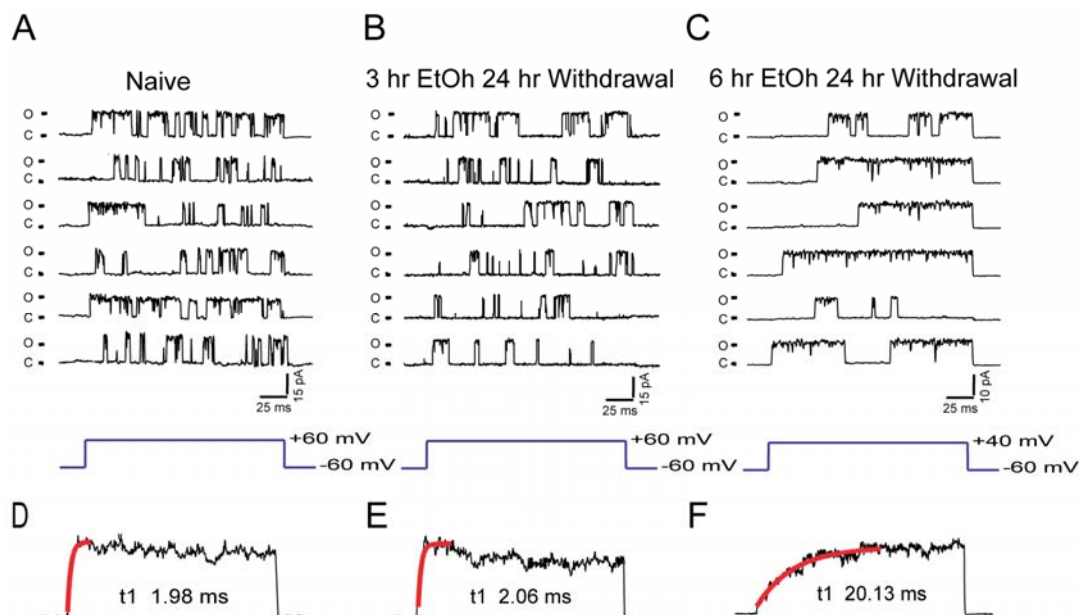 A
B
C
Naive
3 hr EtOh 24 hr Withdrawal
6 hr EtOh 24 hr Withdrawal
O
C
O
C
O
C
O
C
O
C
O
C
25 ms
15 pA
O
C
O
C
O
C
O
C
O
C
O
C
25 ms
15 pA
O
C
O
C
O
C
O
C
O
C
O
C
25 ms
10 pA
+60 mV
-60 mV
+60 mV
-60 mV
+40 mV
-60 mV
D
E
F
t1 1.98 ms
t1 2.06 ms
t1 20.13 ms